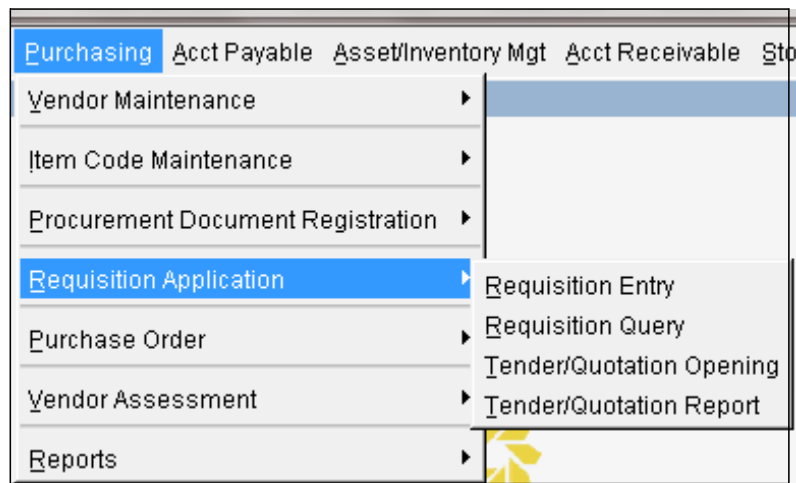 Purchasing Acct Payable Asset/Inventory Mgt Acct Receivable Sto
Vendor Maintenance
Item Code Maintenance
Procurement Document Registration
Requisition Application
Requisition Entry
Requisition Query
Tender/Quotation Opening
Tender/Quotation Report
Purchase Order
Vendor Assessment
Reports